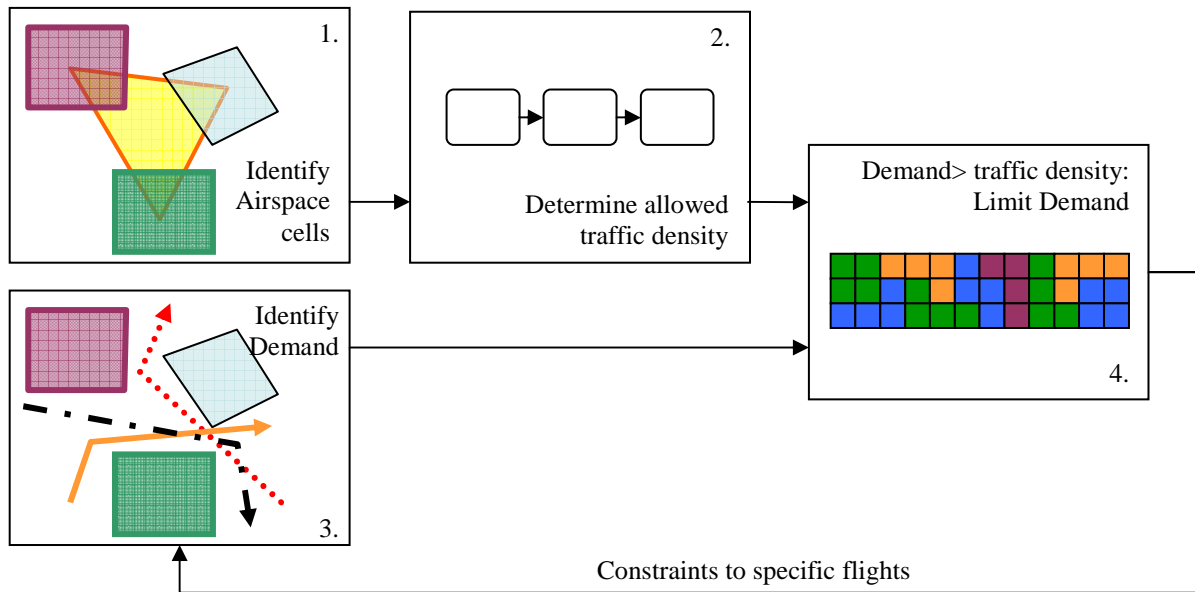 1.
Identify
Airspace
cells
2.
Determine allowed
traffic density
Identify
Demand
3.
Demand> traffic density:
Limit Demand
4.
Constraints to specific flights